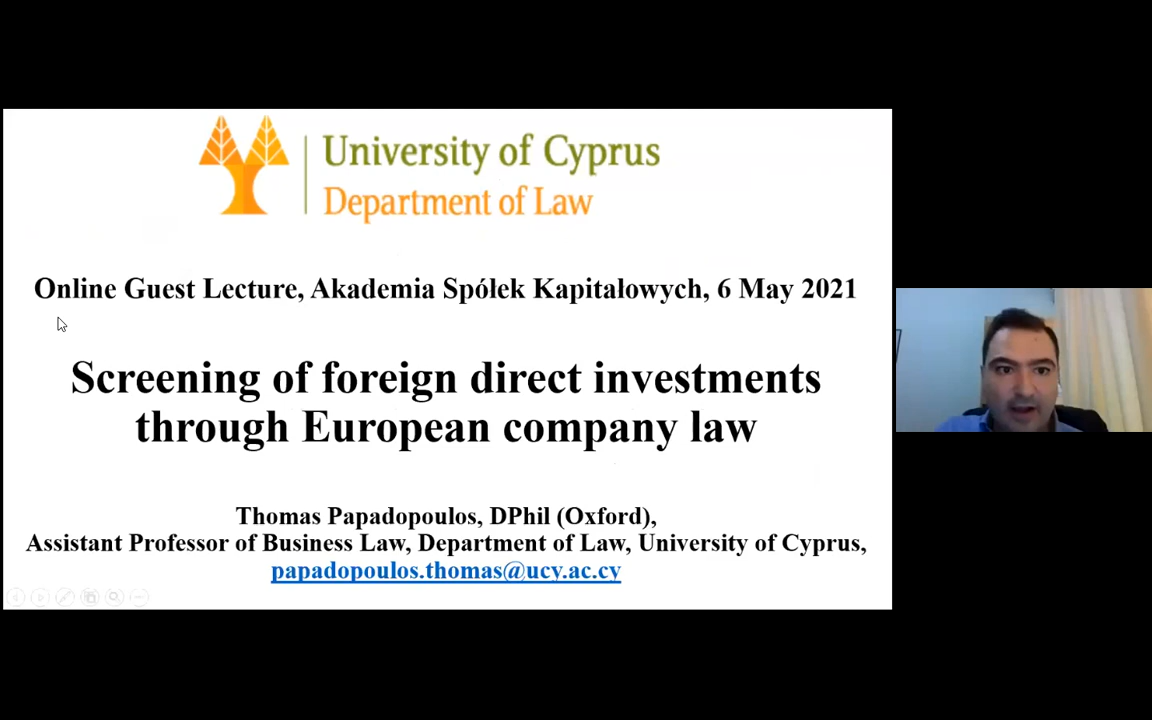 University of Cyprus
Department of Law
Online Guest Lecture, Akademia Spółek Kapitałowych, 6 May 2021
Screening of foreign direct investments
through European company law
Thomas Papadopoulos, DPhil (Oxford),
Assistant Professor of Business Law, Department of Law, University of Cyprus,
papadopoulos.thomas@ucy.ac.cy